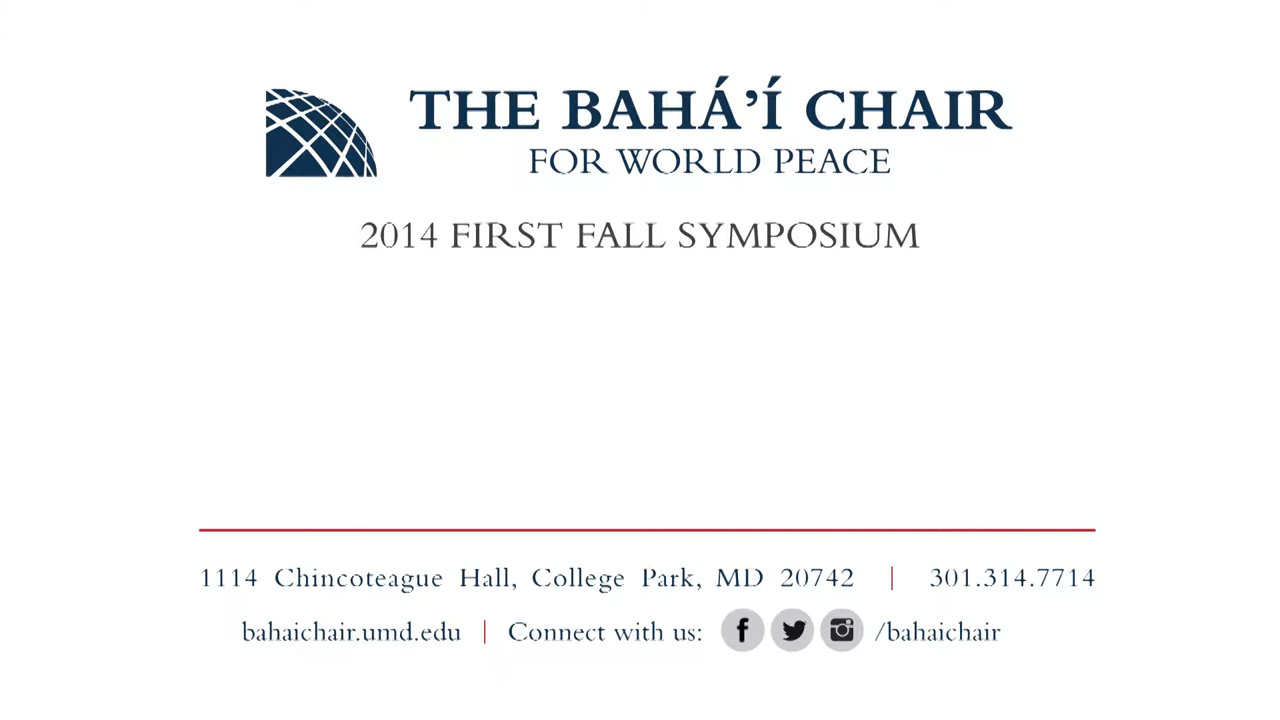 THE BAHÁ’Í CHAIR
FOR WORLD PEACE
2014 FIRST FALL SYMPOSIUM
1114 Chincoteague Hall, College Park, MD 20742 | 301.314.7714
bahaichair.umd.edu | Connect with us: f /bahaichair